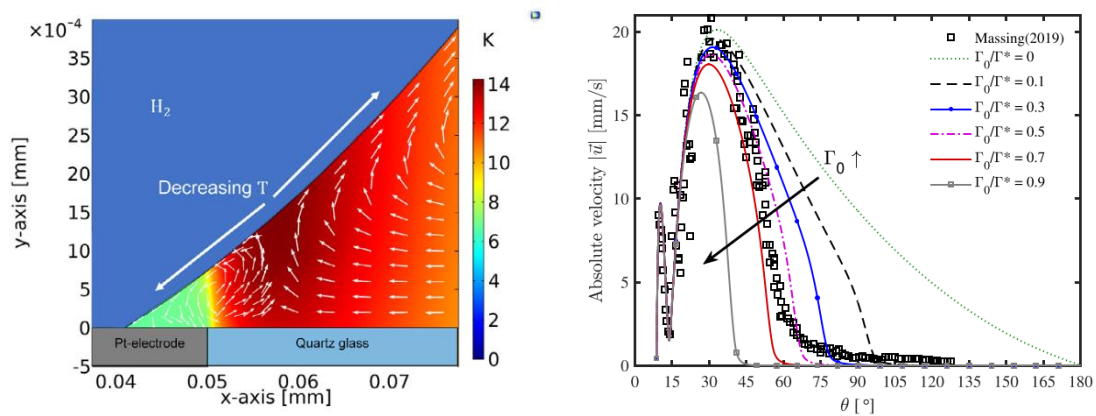 ×10⁻⁴
40
35
30
25
20
15
10
5
0
-5
y-axis [mm]
H₂
Decreasing T
Pt-electrode
Quartz glass
0.04
0.05
0.06
0.07
x-axis [mm]
K
14
12
10
8
6
4
2
0
Absolute velocity |u⃗| [mm/s]
20
15
10
5
0
Massing(2019)
Γ₀/Γ* = 0
Γ₀/Γ* = 0.1
Γ₀/Γ* = 0.3
Γ₀/Γ* = 0.5
Γ₀/Γ* = 0.7
Γ₀/Γ* = 0.9
Γ₀ ↑
0
15
30
45
60
75
90
105
120
135
150
165
180
θ [°]